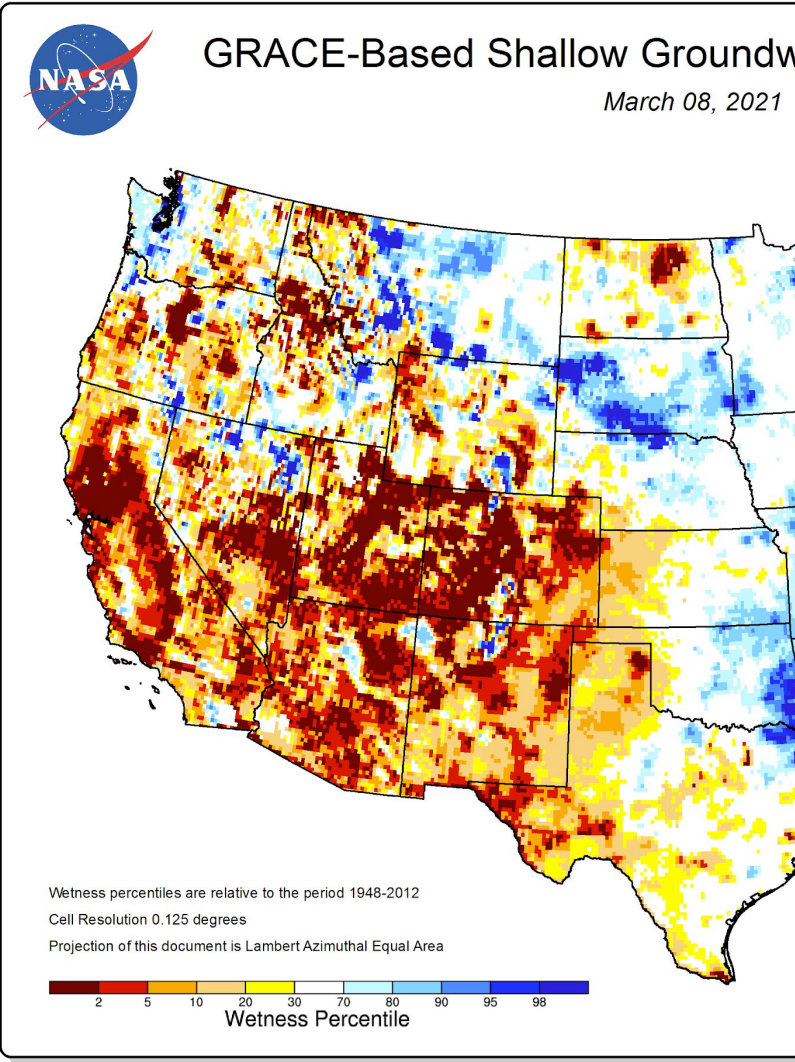 NASA
GRACE-Based Shallow Groundw
March 08, 2021
Wetness percentiles are relative to the period 1948-2012
Cell Resolution 0.125 degrees
Projection of this document is Lambert Azimuthal Equal Area
2 5 10 20 30 70 80 90 95 98
Wetness Percentile